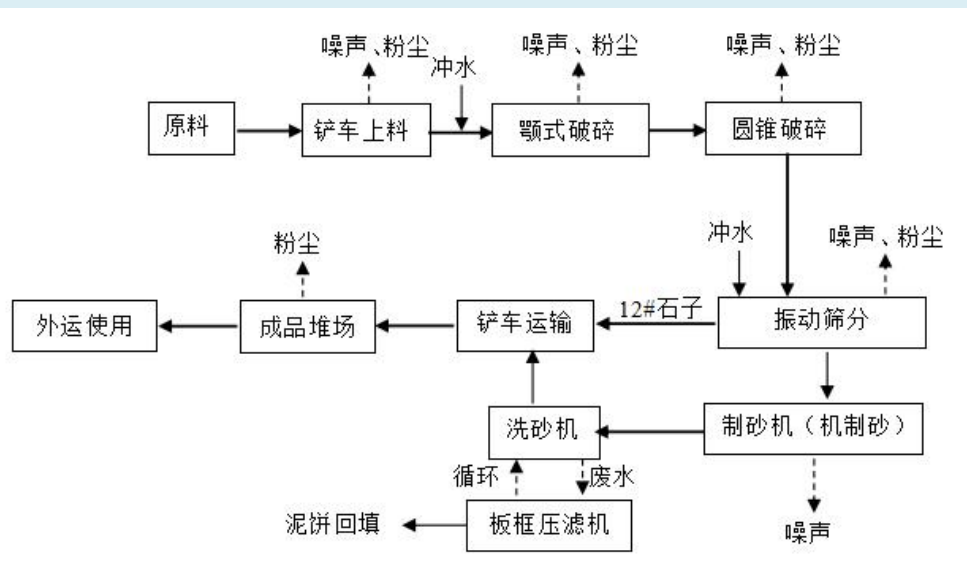 噪声、粉尘
噪声、粉尘
噪声、粉尘
冲水
原料
铲车上料
颚式破碎
圆锥破碎
冲水
噪声、粉尘
粉尘
外运使用
成品堆场
铲车运输
12#石子
振动筛分
洗砂机
制砂机（机制砂）
循环
废水
泥饼回填
板框压滤机
噪声